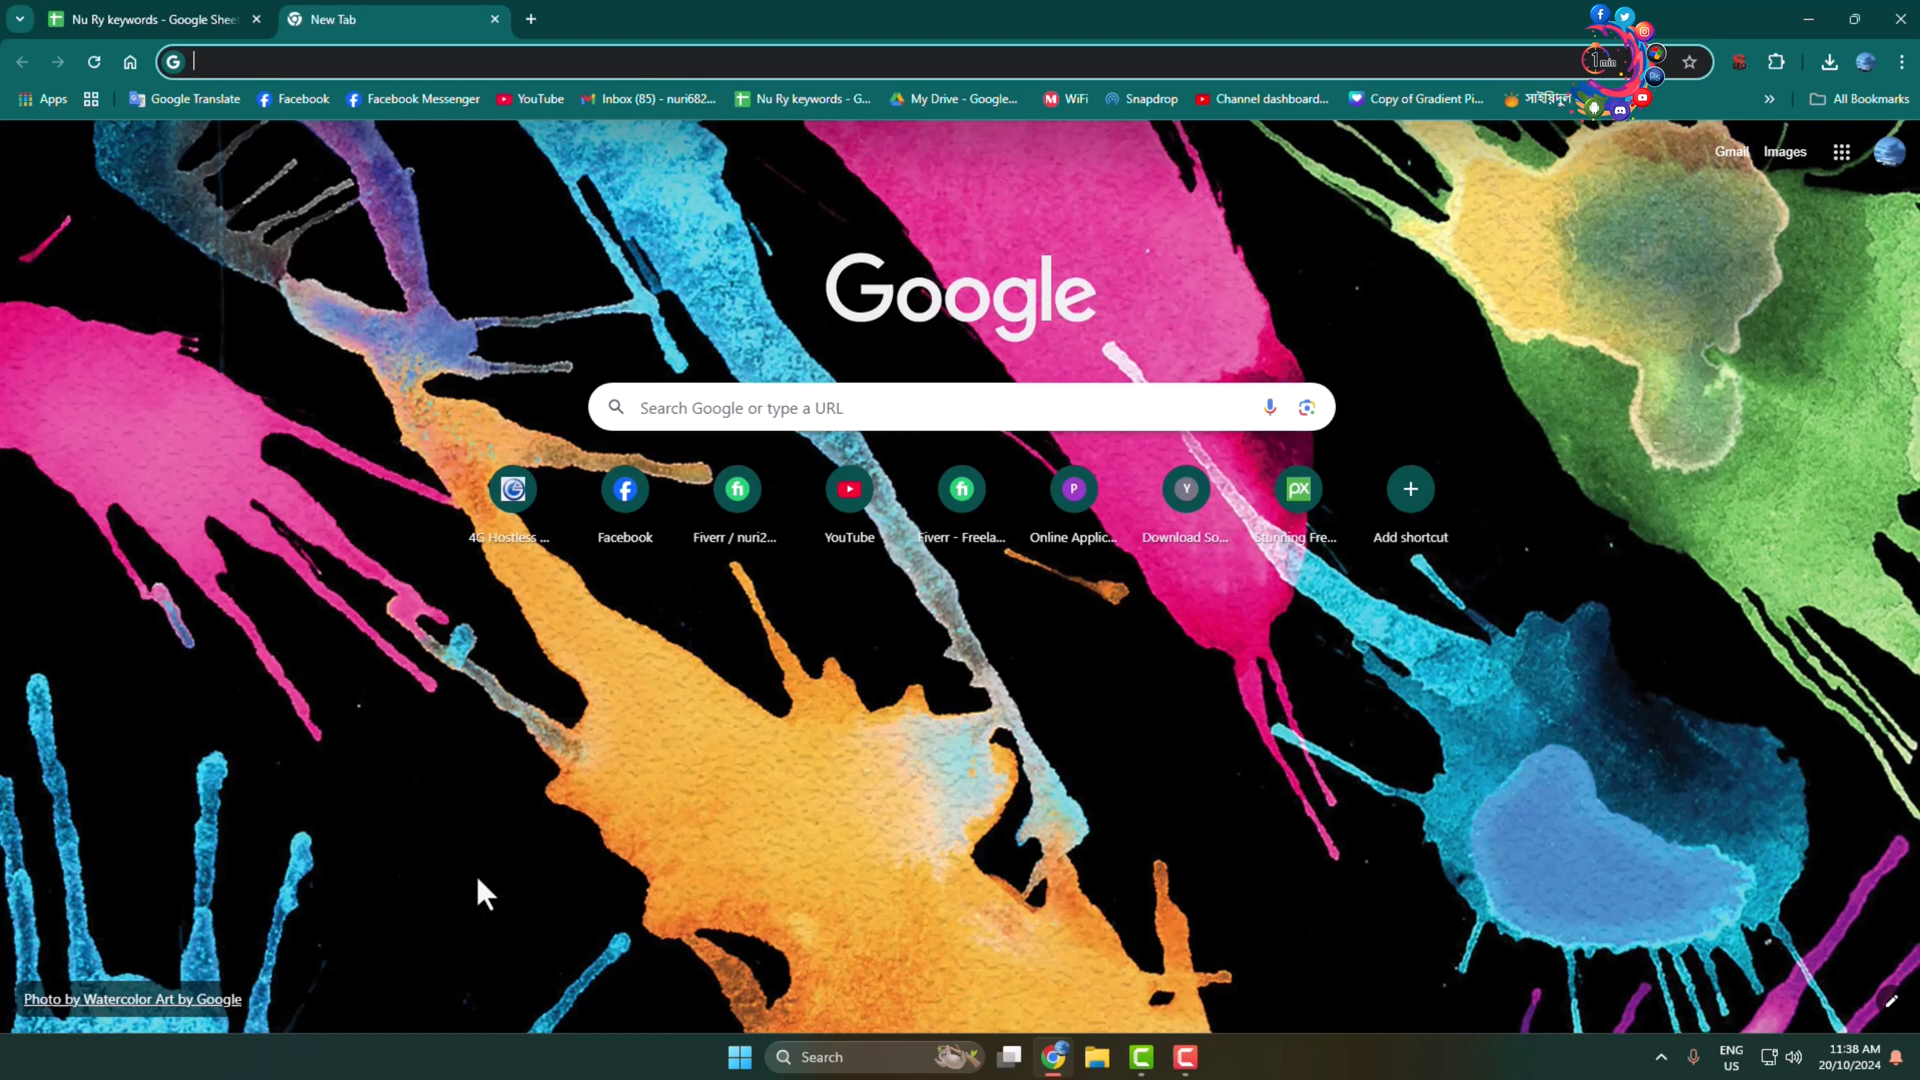 Nu Ry keywords - Google Shee
New Tab
1 min
Apps
Google Translate
Facebook
Facebook Messenger
YouTube
Inbox (85) - nuri682...
Nu Ry keywords - G...
My Drive - Google...
WiFi
Snapdrop
Channel dashboard...
Copy of Gradient Pi...
সাইয়িদুল
All Bookmarks
Gmail
Images
Google
Search Google or type a URL
4G Hostless ...
Facebook
Fiverr / nuri2...
YouTube
Fiverr - Freela...
Online Applic...
Download So...
Stunning Fre...
Add shortcut
Photo by Watercolor Art by Google
Search
ENG
US
11:38 AM
20/10/2024